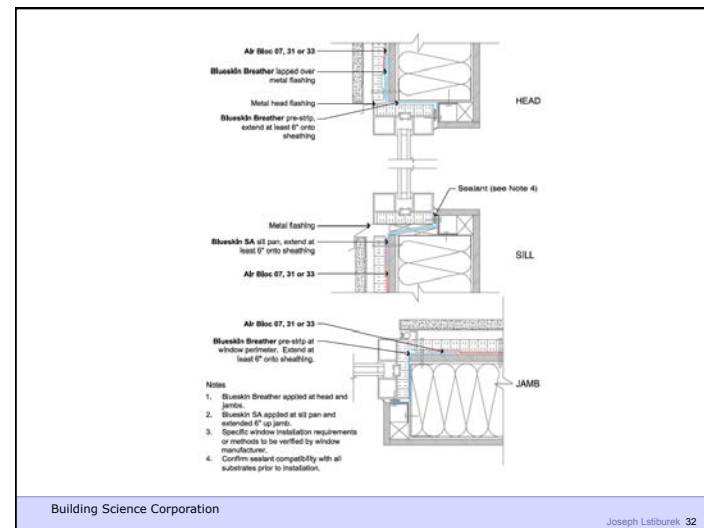 Air Bloc 07, 31 or 33
Blueskin Breather lapped over
metal flashing
Metal head flashing
Blueskin Breather pre-strip,
extend at least 6" onto
sheathing
HEAD
Sealant (see Note 4)
Metal flashing
Blueskin SA sill pan, extend at
least 6" onto sheathing
SILL
Air Bloc 07, 31 or 33
Air Bloc 07, 31 or 33
Blueskin Breather pre-strip at
window perimeter. Extend at
least 6" onto sheathing.
JAMB
Notes
1. Blueskin Breather applied at head and
jambs.
2. Blueskin SA applied at sill pan and
extended 6" up jamb.
3. Specific window installation requirements
or methods to be verified by window
manufacturer.
4. Confirm sealant compatibility with all
substrates prior to installation.
Building Science Corporation
Joseph Lstiburek 32